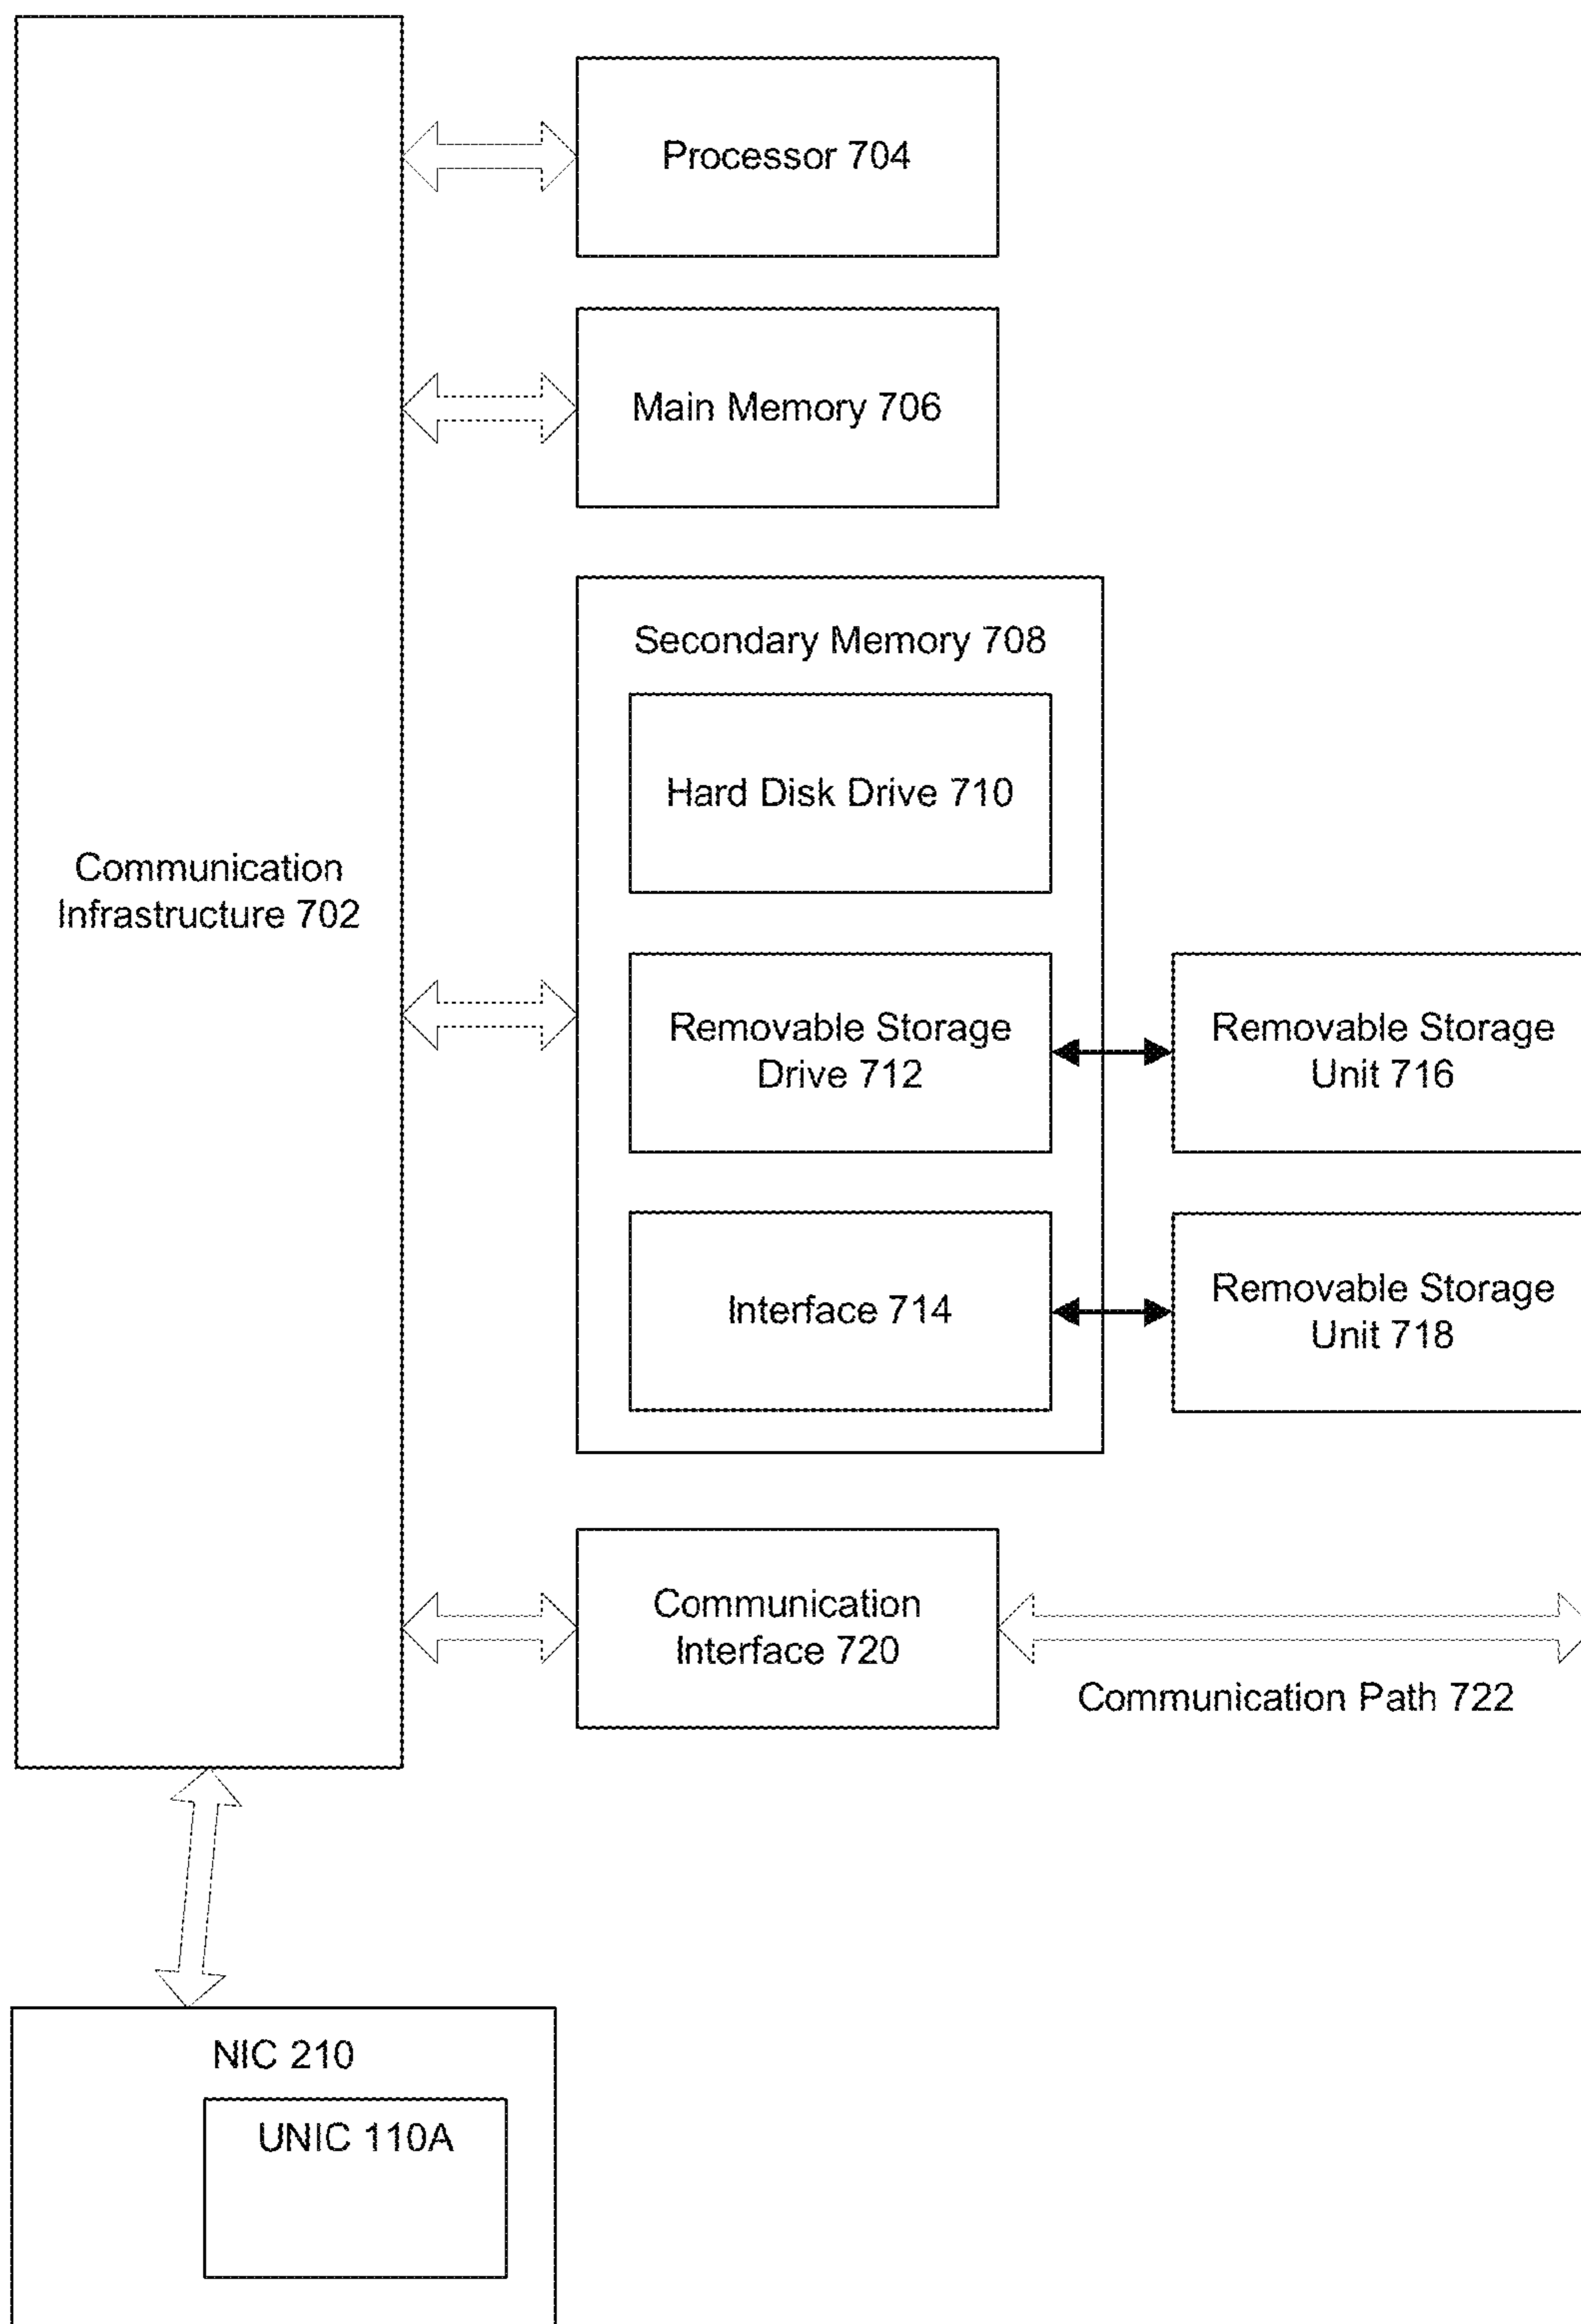 Processor 704
Main Memory 706
Secondary Memory 708
Hard Disk Drive 710
Communication
Infrastructure 702
Removable Storage
Drive 712
Removable Storage
Unit 716
Interface 714
Removable Storage
Unit 718
Communication
Interface 720
Communication Path 722
NIC 210
UNIC 110A